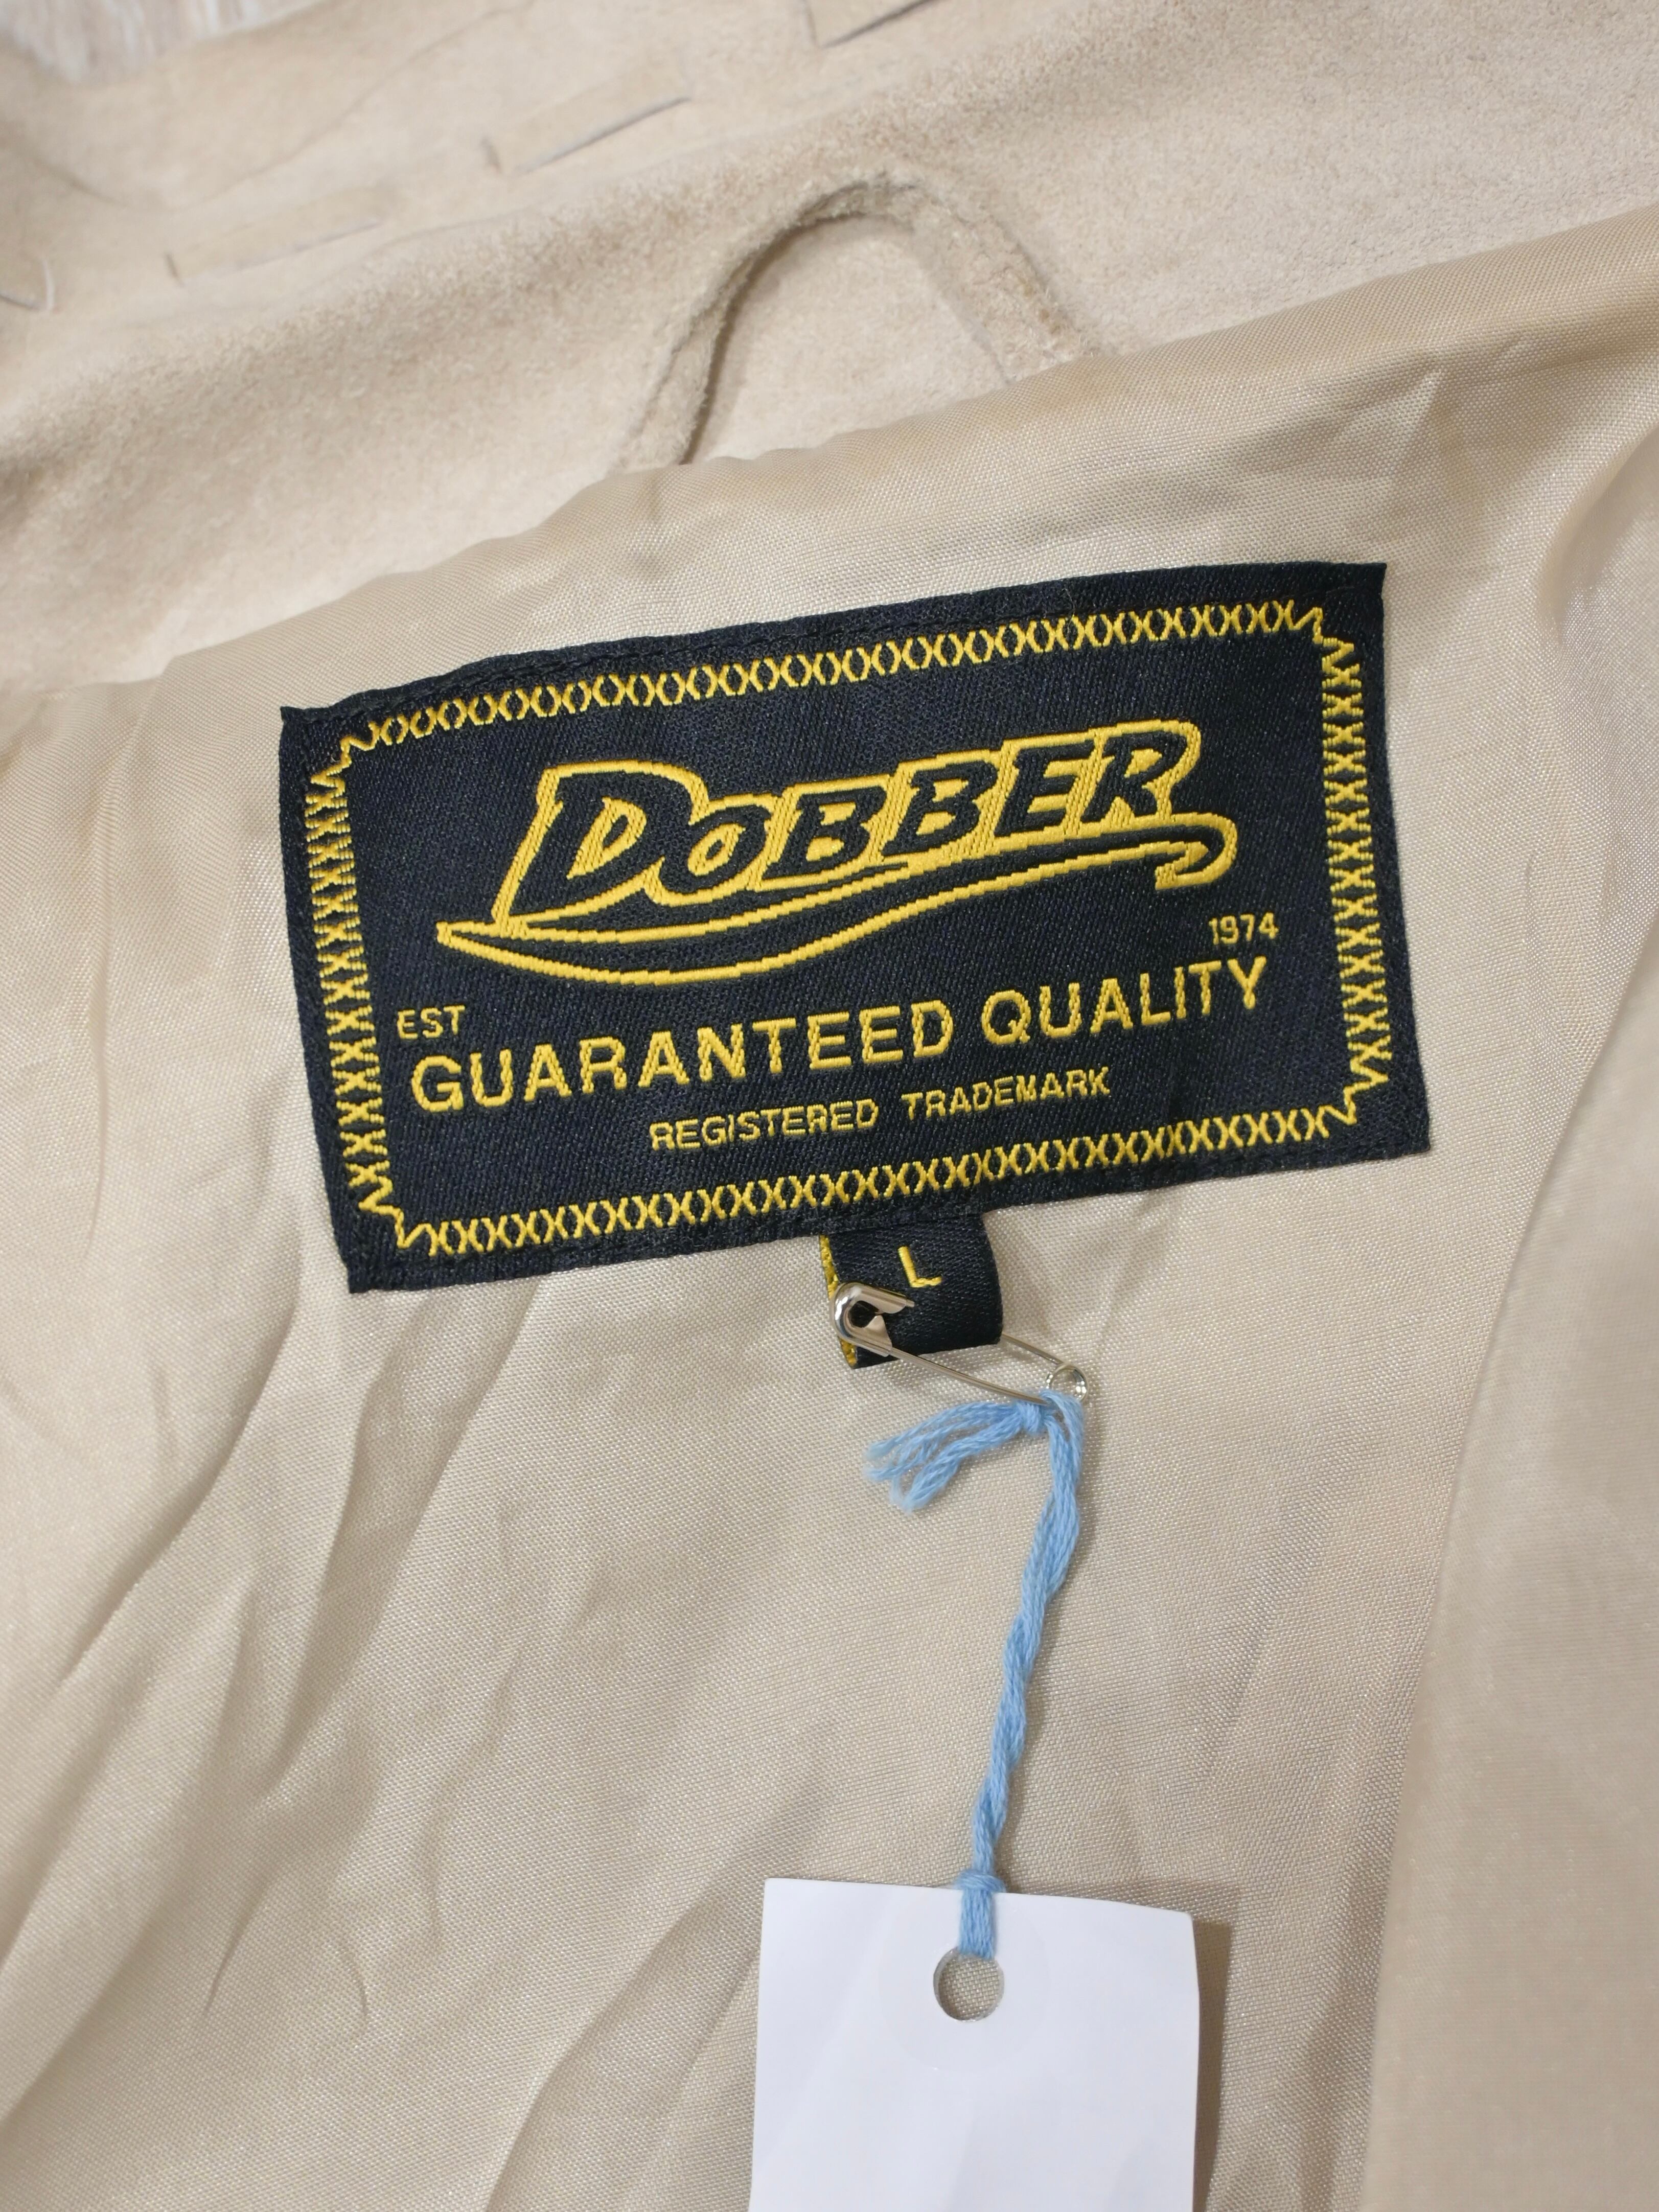 DOBBER
EST 1974
GUARANTEED QUALITY
REGISTERED TRADEMARK
L